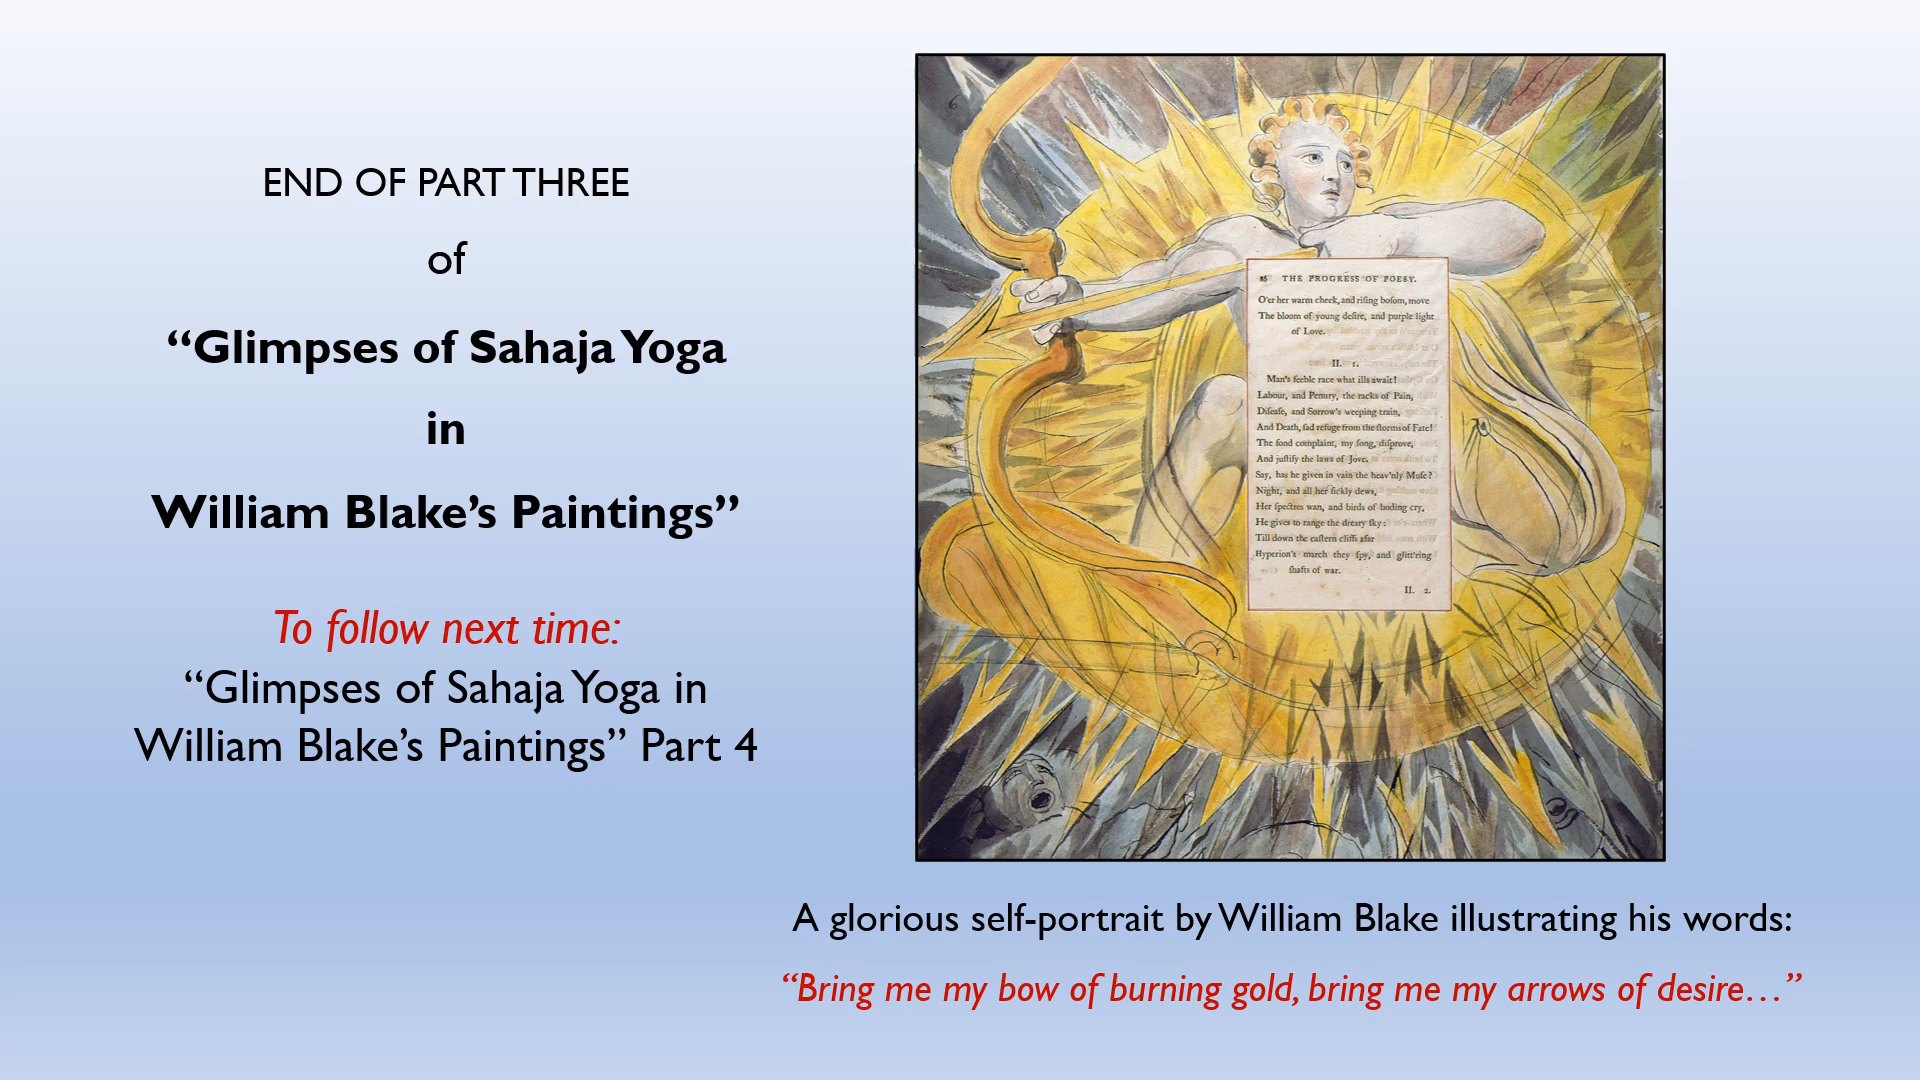 END OF PART THREE
of
“Glimpses of Sahaja Yoga
in
William Blake’s Paintings”
To follow next time:
“Glimpses of Sahaja Yoga in
William Blake’s Paintings” Part 4
6
86 THE PROGRESS OF POESY.
O'er her warm cheek, and riſing boſom, move
The bloom of young deſire, and purple light
of Love.
II. 1.
Man's feeble race what ills await!
Labour, and Penury, the racks of Pain,
Diſeaſe, and Sorrow's weeping train,
And Death, ſad refuge from the ſtorms of Fate!
The fond complaint, my ſong, diſprove,
And juſtify the laws of Jove.
Say, has he given in vain the heav'nly Muſe?
Night, and all her ſickly dews,
Her ſpectres wan, and birds of boding cry,
He gives to range the dreary ſky:
Till down the eaſtern cliffs afar
Hyperion's march they ſpy, and glitt'ring
ſhafts of war.
II. 2.
A glorious self-portrait by William Blake illustrating his words:
“Bring me my bow of burning gold, bring me my arrows of desire…”